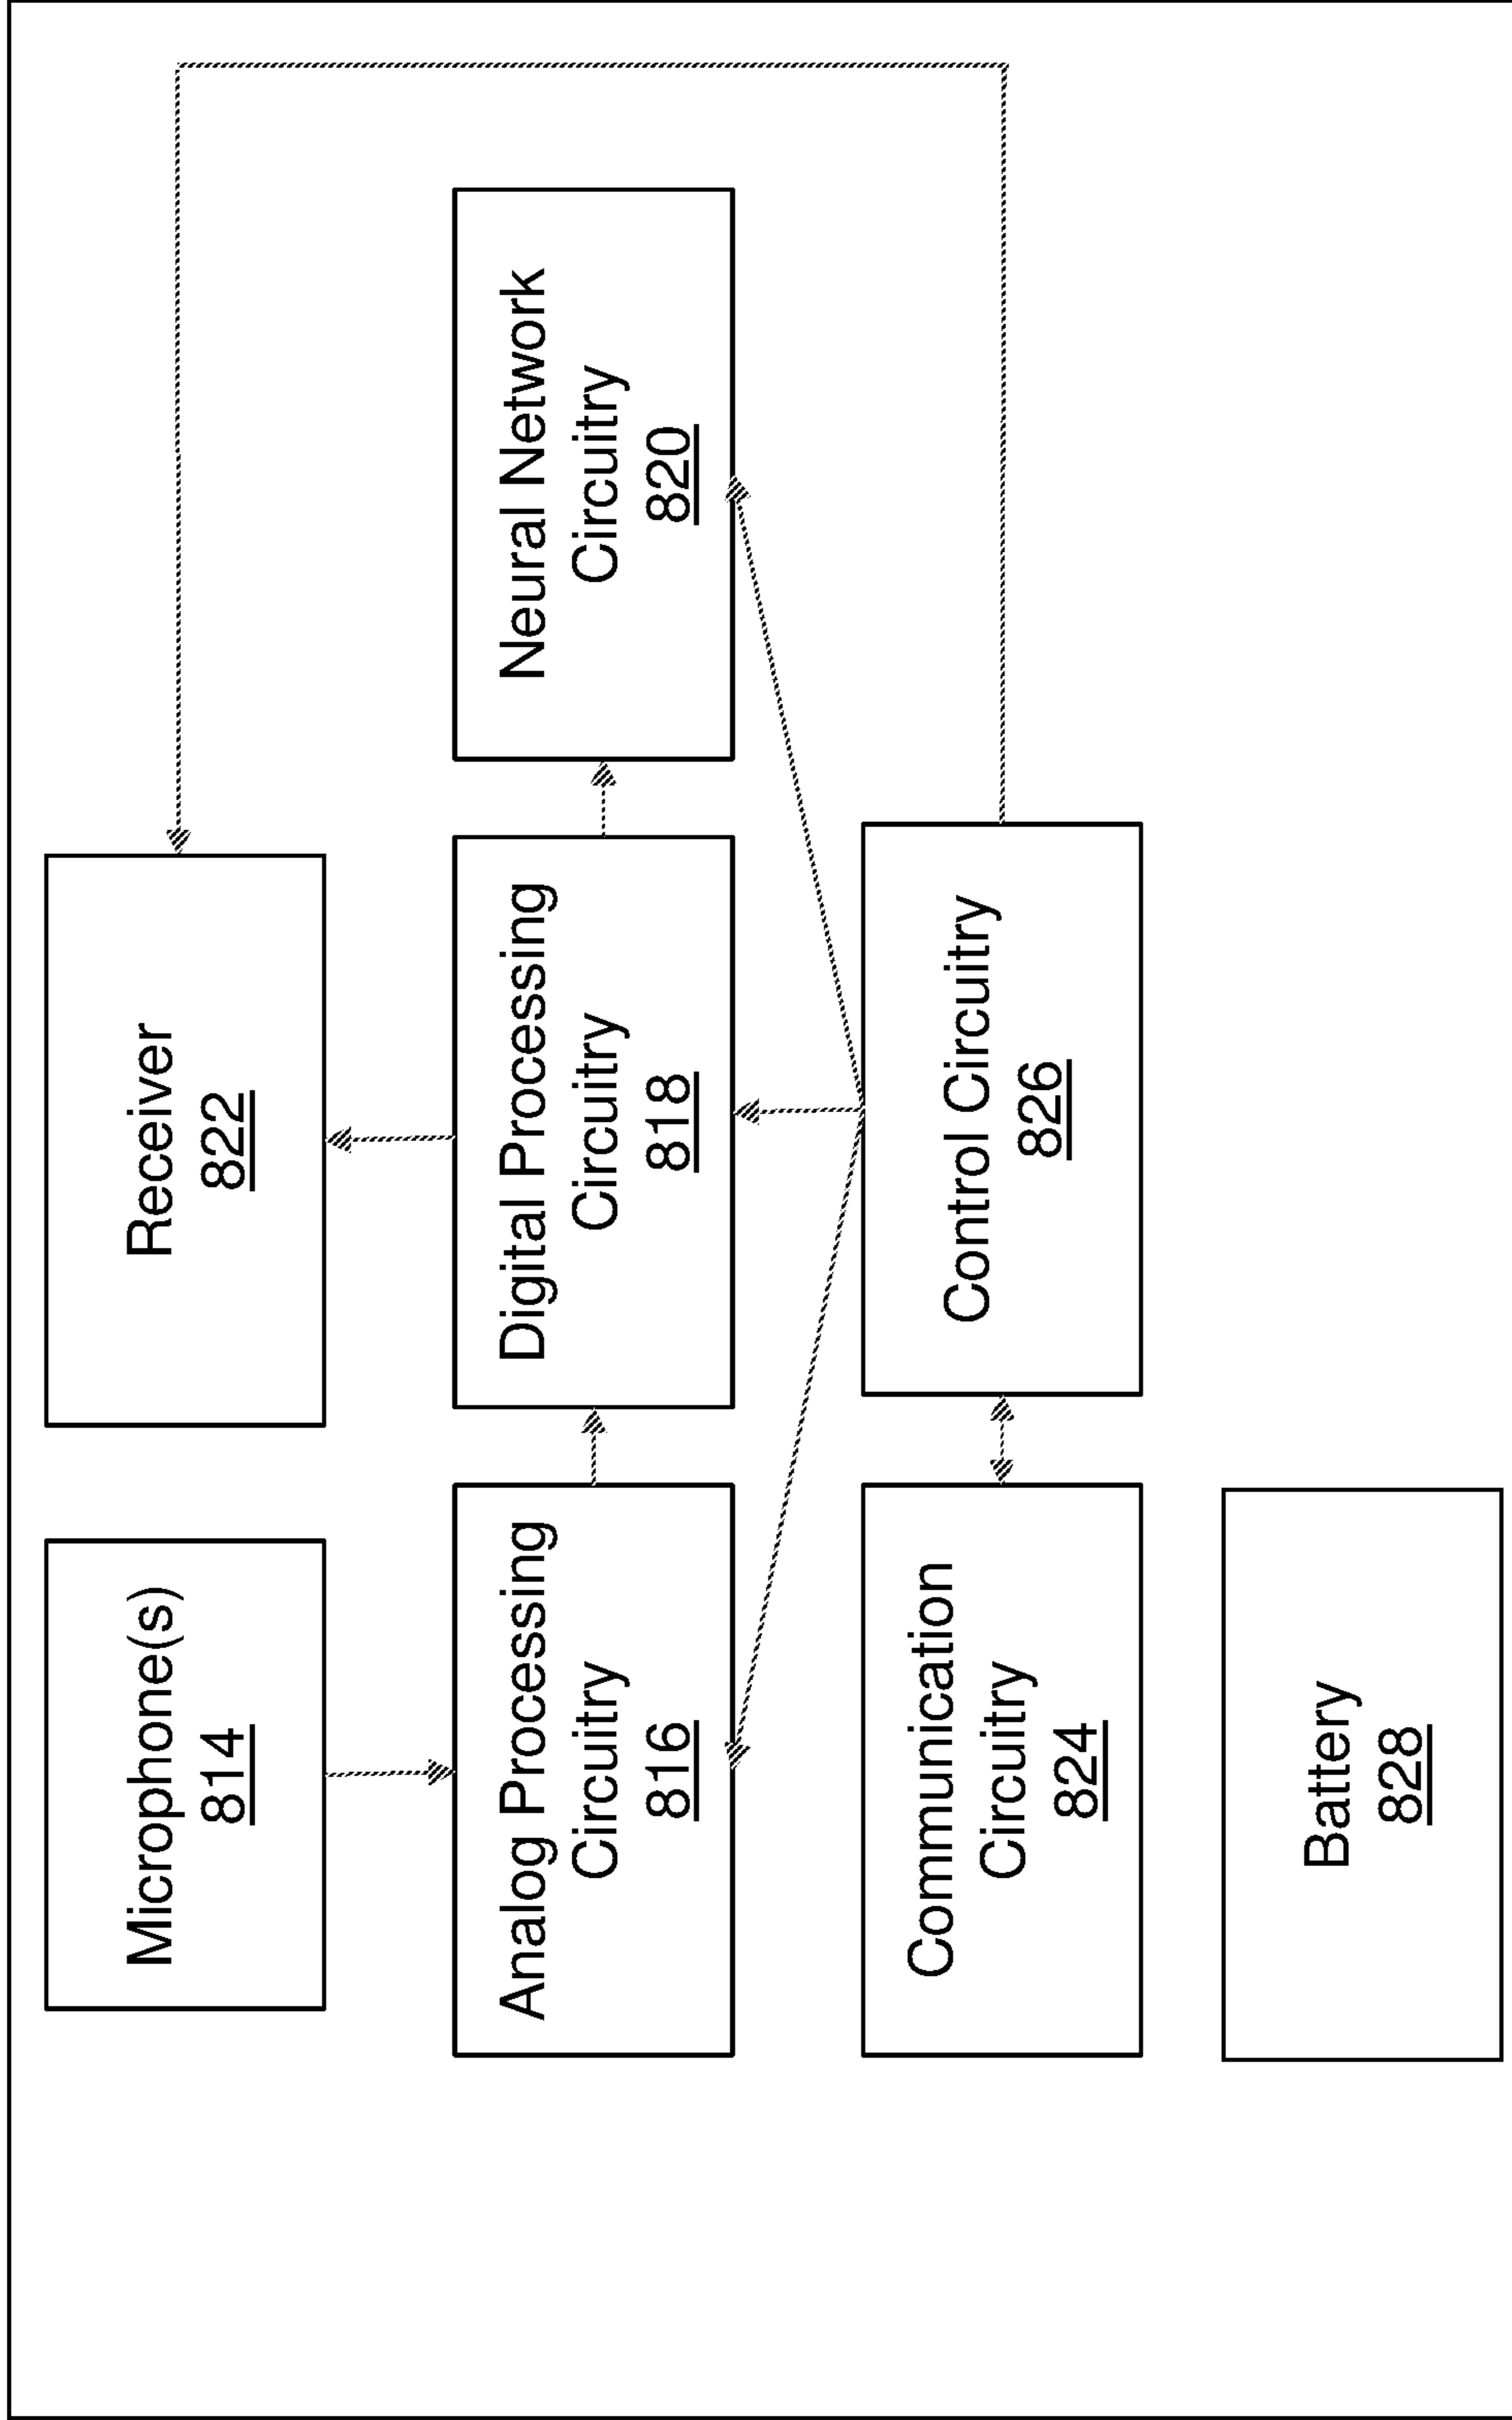 Microphone(s)
814
Receiver
822
Analog Processing
Circuitry
816
Digital Processing
Circuitry
818
Neural Network
Circuitry
820
Communication
Circuitry
824
Control Circuitry
826
Battery
828